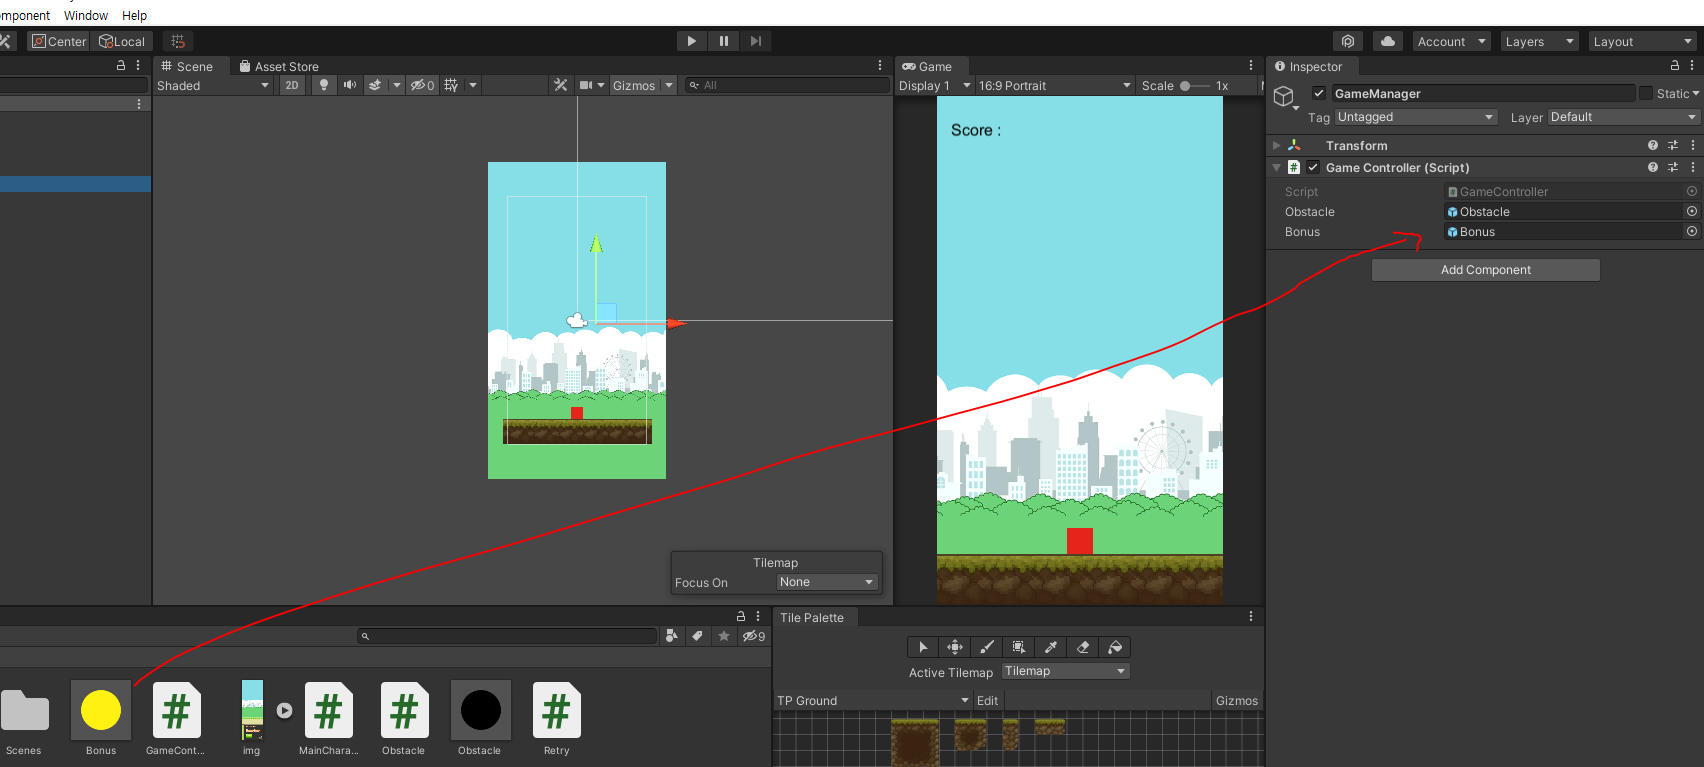 mponent Window Help
Center Local Account Layers Layout
Scene Asset Store Game Inspector
Shaded 2D 0 Gizmos All Display 1 16:9 Portrait Scale 1x
GameManager Static
Tag Untagged Layer Default
Score :
Transform
# Game Controller (Script)
Script GameController
Obstacle Obstacle
Bonus Bonus
Add Component
Tilemap
Focus On None
Tile Palette
9
Active Tilemap Tilemap
TP Ground Edit Gizmos
# # # #
Scenes Bonus GameCont... img MainChara... Obstacle Obstacle Retry